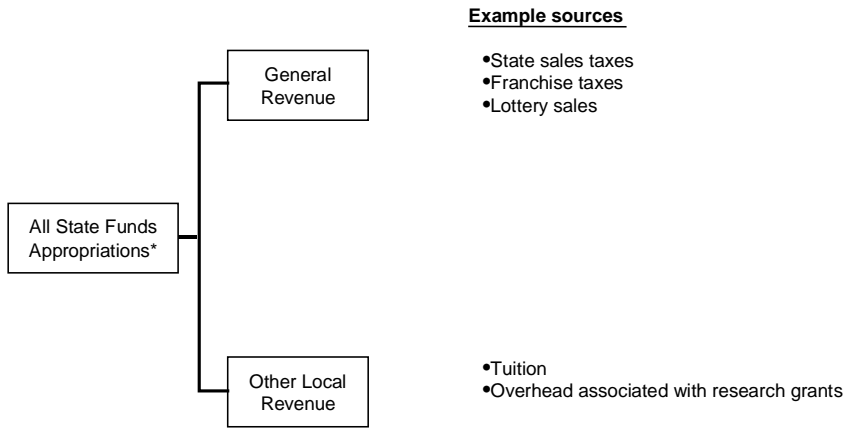 Example sources
General
Revenue
•State sales taxes
•Franchise taxes
•Lottery sales
All State Funds
Appropriations*
Other Local
Revenue
•Tuition
•Overhead associated with research grants